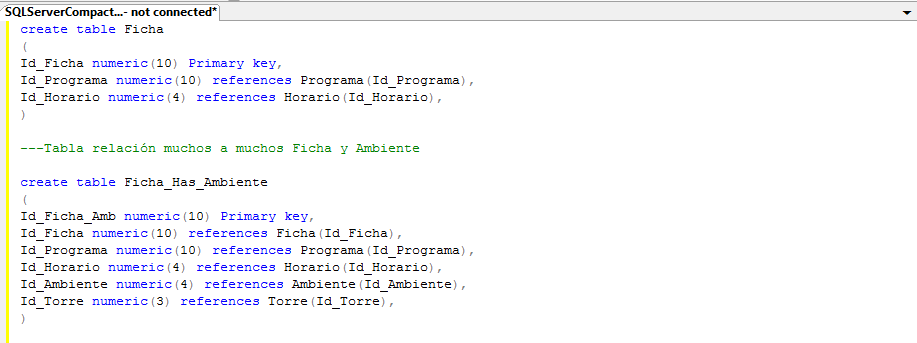 SQLServerCompact...- not connected*
create table Ficha
(
Id_Ficha numeric(10) Primary key,
Id_Programa numeric(10) references Programa(Id_Programa),
Id_Horario numeric(4) references Horario(Id_Horario),
)
---Tabla relación muchos a muchos Ficha y Ambiente
create table Ficha_Has_Ambiente
(
Id_Ficha_Amb numeric(10) Primary key,
Id_Ficha numeric(10) references Ficha(Id_Ficha),
Id_Programa numeric(10) references Programa(Id_Programa),
Id_Horario numeric(4) references Horario(Id_Horario),
Id_Ambiente numeric(4) references Ambiente(Id_Ambiente),
Id_Torre numeric(3) references Torre(Id_Torre),
)